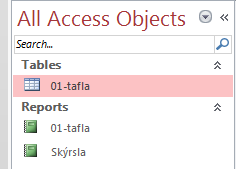 All Access Objects
Search...
Tables
01-tafla
Reports
01-tafla
Skýrsla